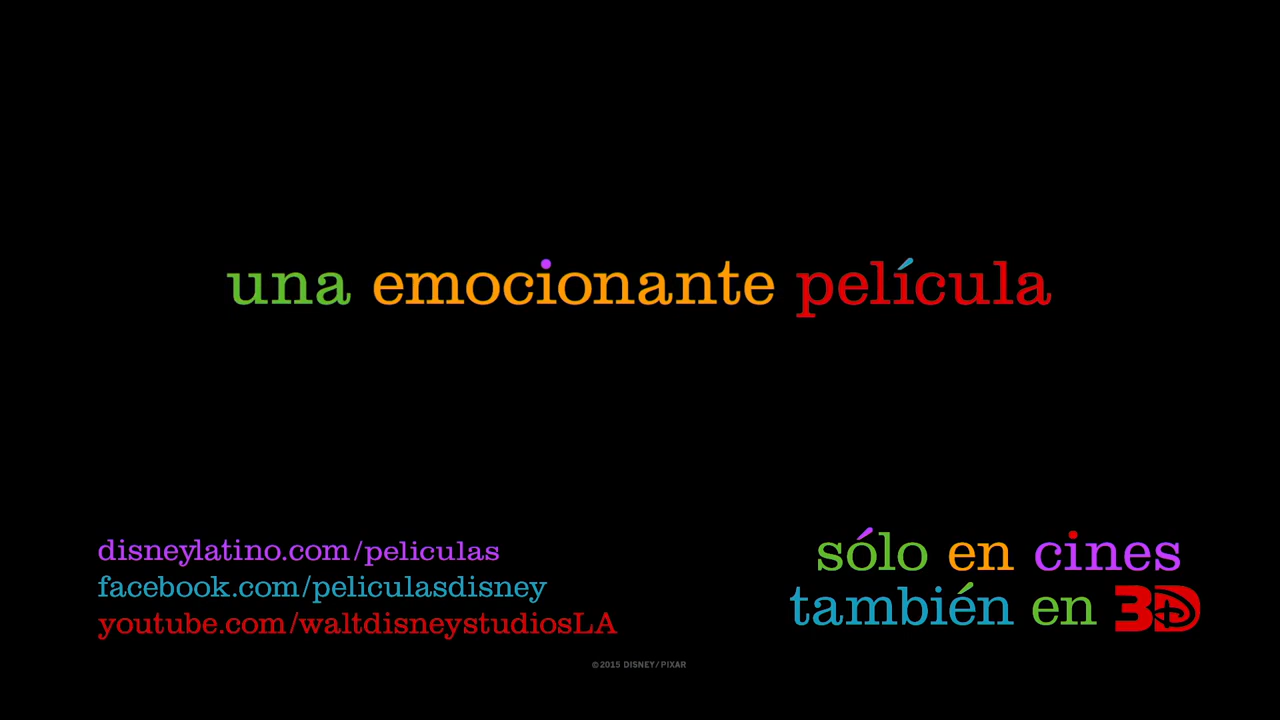 una emocionante película
disneylatino.com/peliculas
facebook.com/peliculasdisney
youtube.com/waltdisneystudiosLA
sólo en cines
también en 3D
©2015 DISNEY/PIXAR